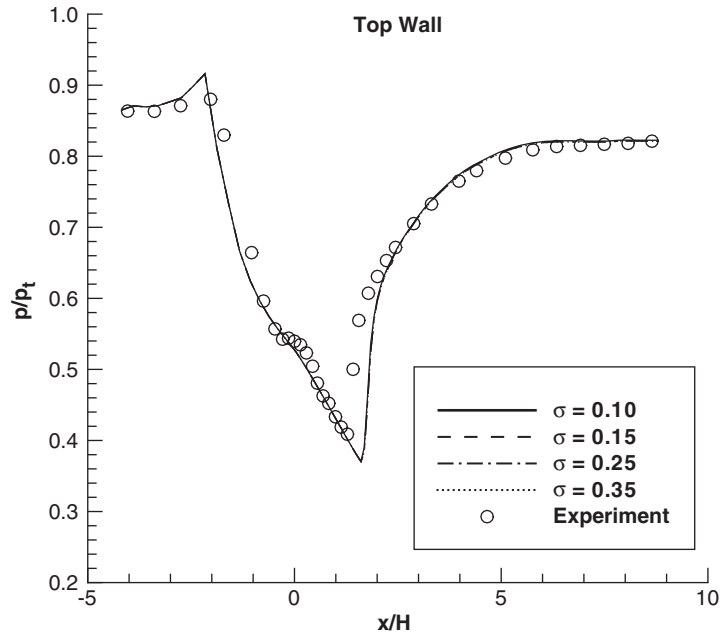 Top Wall
1.0
0.9
0.8
0.7
0.6
0.5
0.4
0.3
0.2
p/pt
-5
0
5
10
x/H
σ = 0.10
σ = 0.15
σ = 0.25
σ = 0.35
Experiment